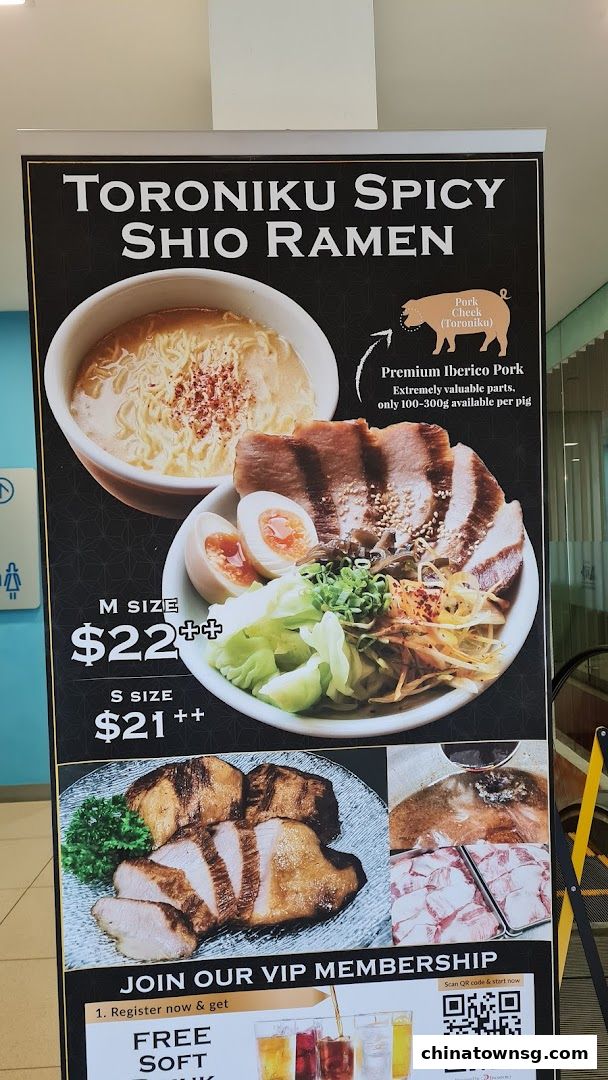 TORONIKU SPICY
SHIO RAMEN
Pork
Cheek
(Toroniku)
Premium Iberico Pork
Extremely valuable parts,
only 100-300g available per pig
M SIZE
$22++
S SIZE
$21++
JOIN OUR VIP MEMBERSHIP
Scan QR code & start now
1. Register now & get
FREE
SOFT
DRINK
chinatownsg.com